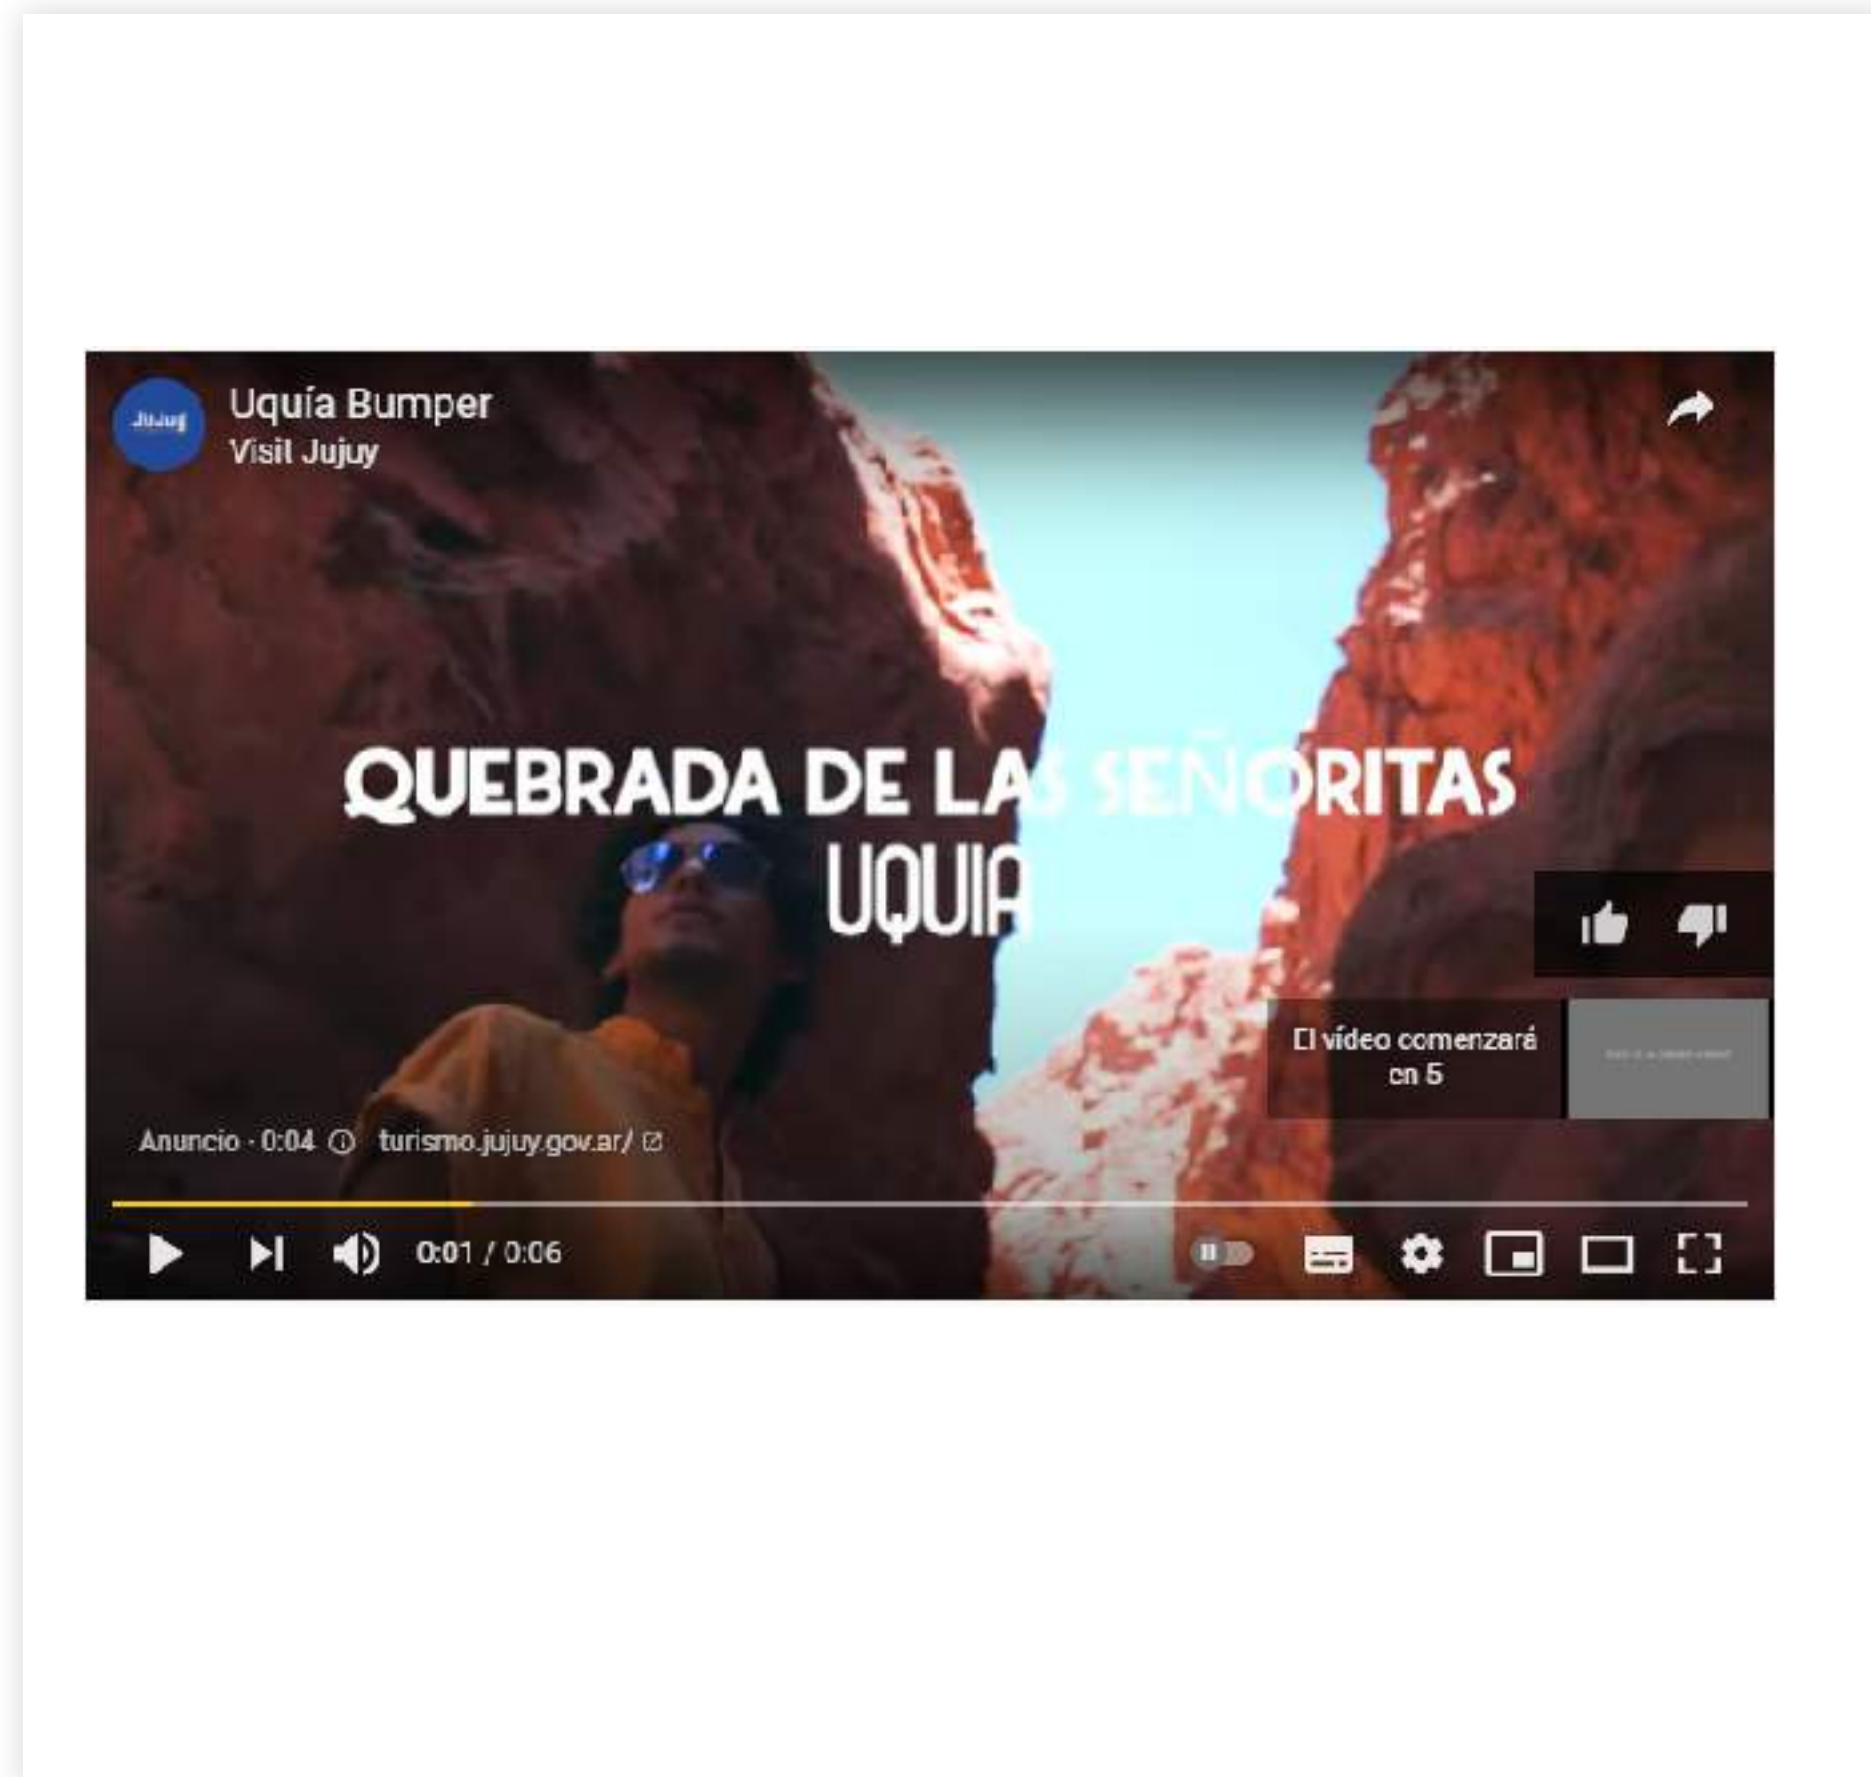 Jujuy
Uquía Bumper
Visit Jujuy
QUEBRADA DE LAS SEÑORITAS
UQUIA
El vídeo comenzará
en 5
Anuncio · 0:04 turismo.jujuy.gov.ar/
0:01 / 0:06